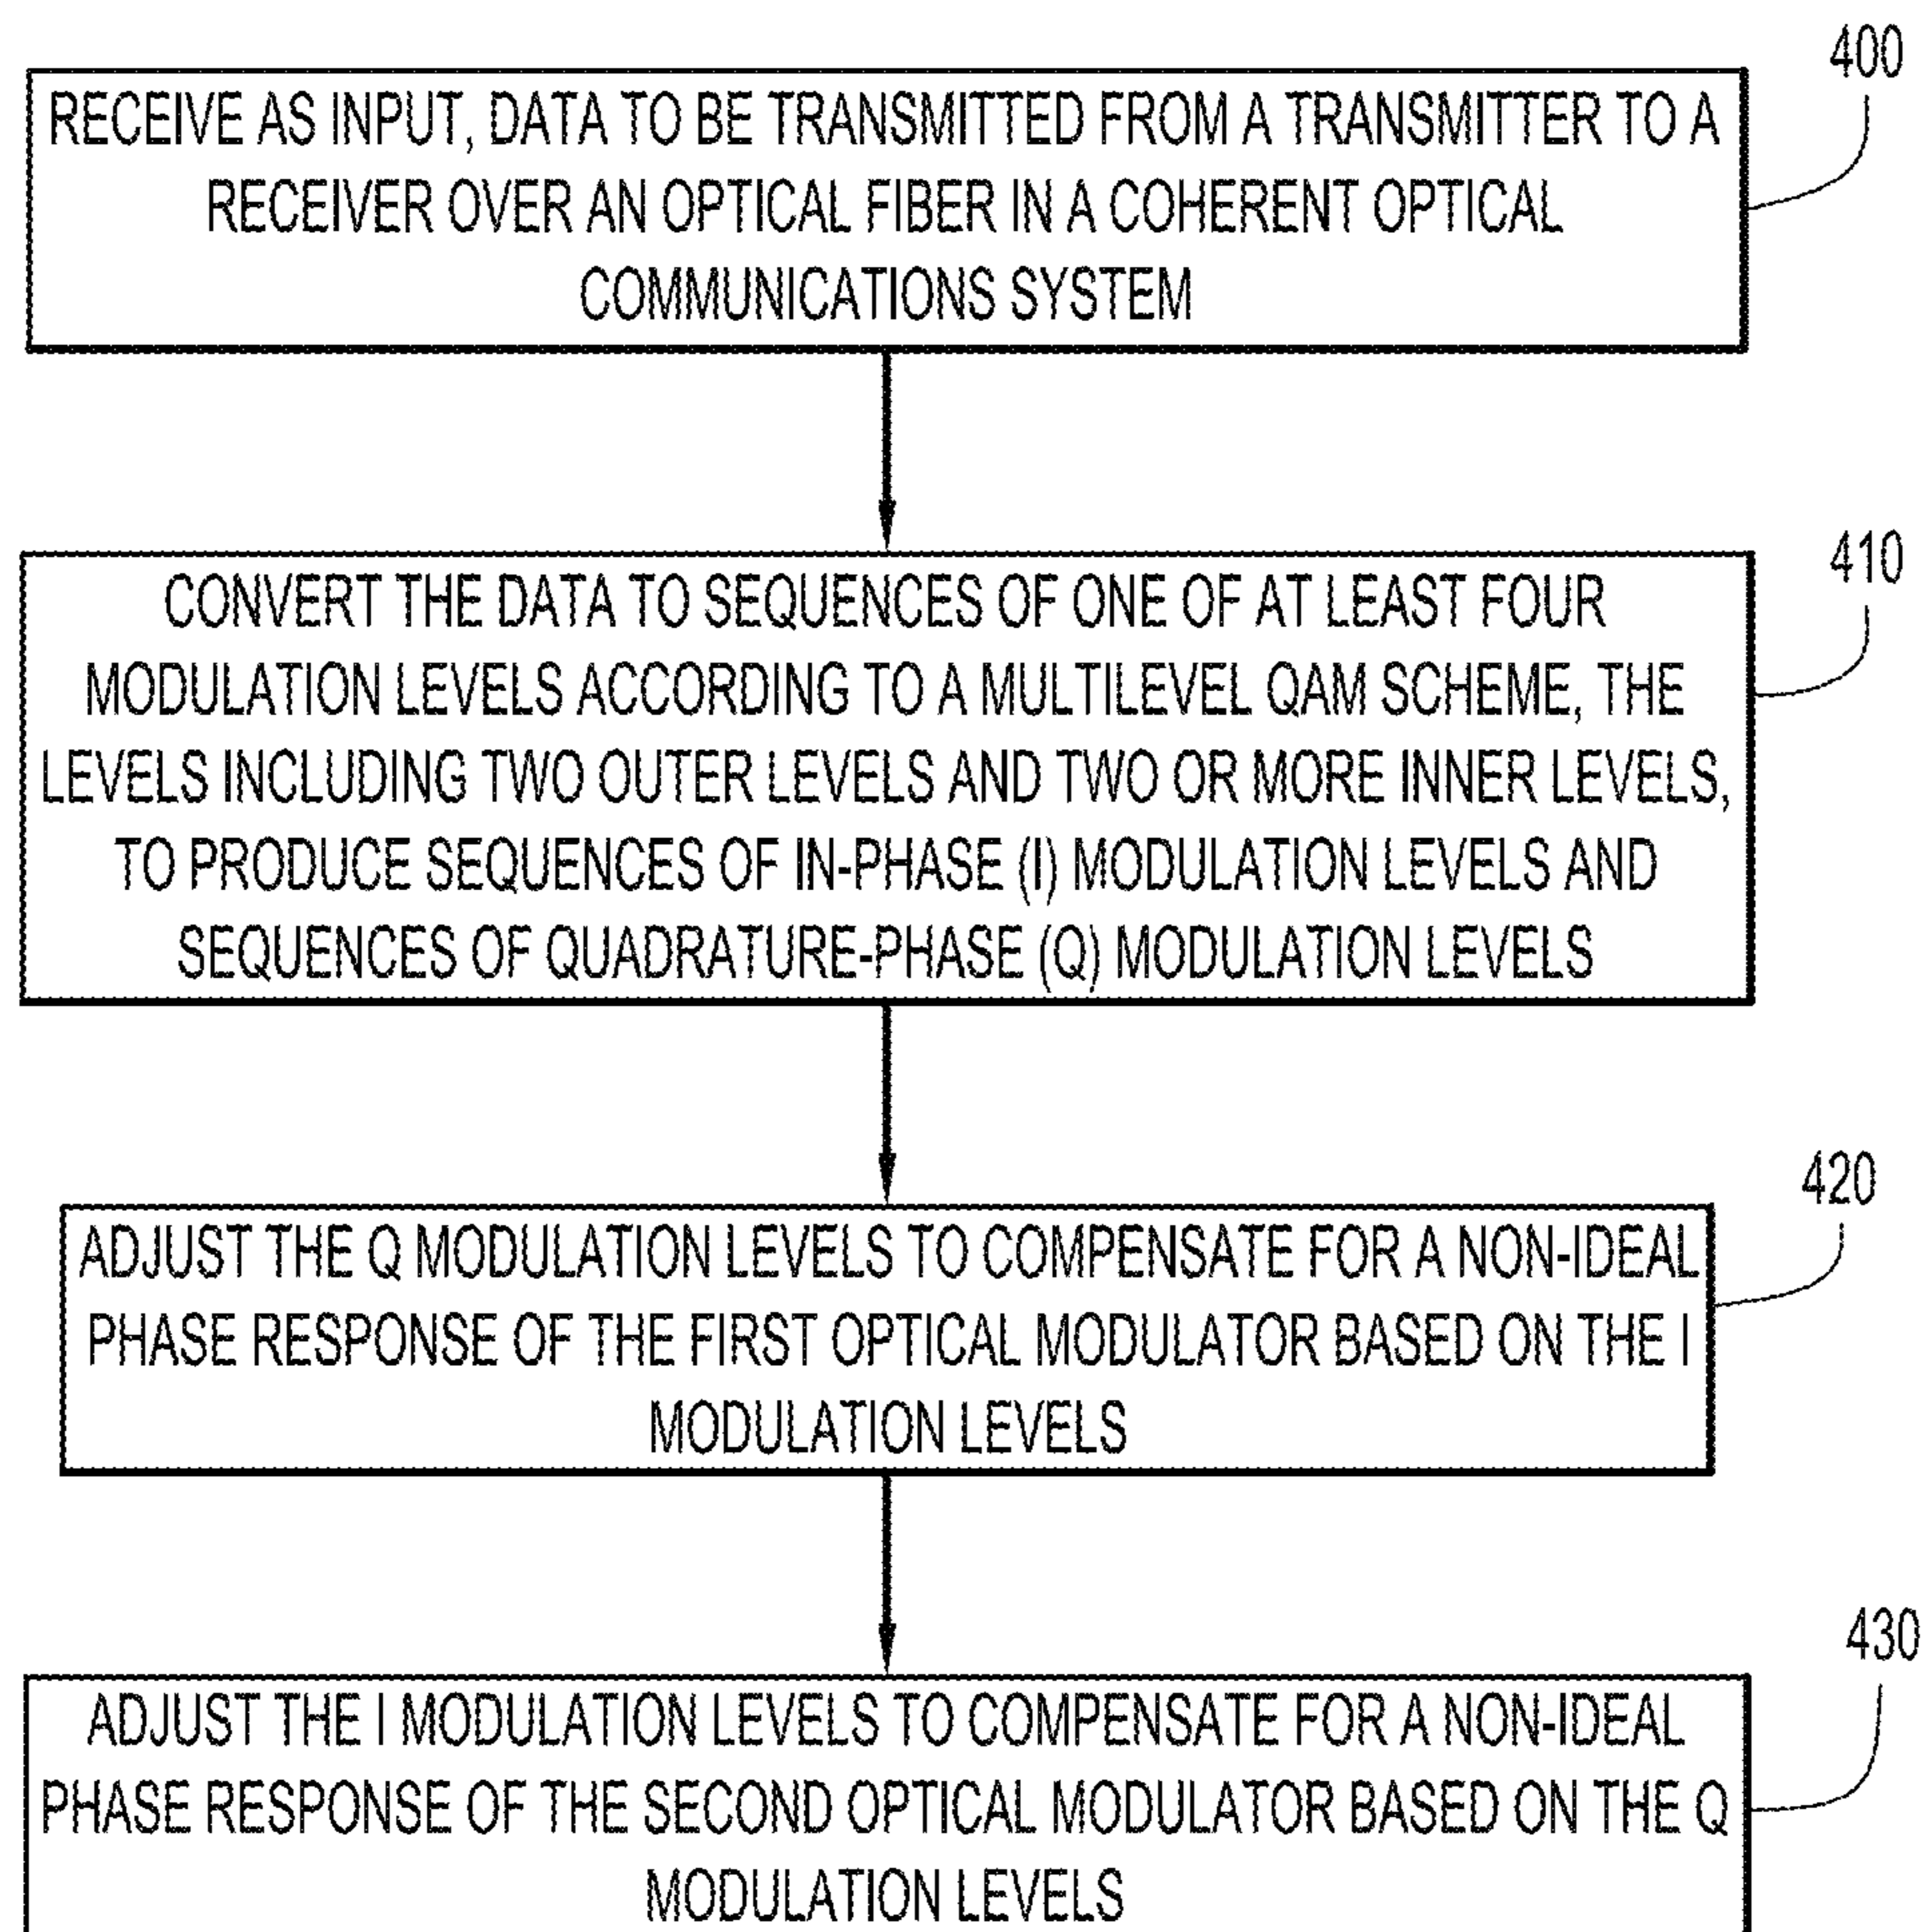 400
RECEIVE AS INPUT, DATA TO BE TRANSMITTED FROM A TRANSMITTER TO A
RECEIVER OVER AN OPTICAL FIBER IN A COHERENT OPTICAL
COMMUNICATIONS SYSTEM
410
CONVERT THE DATA TO SEQUENCES OF ONE OF AT LEAST FOUR
MODULATION LEVELS ACCORDING TO A MULTILEVEL QAM SCHEME, THE
LEVELS INCLUDING TWO OUTER LEVELS AND TWO OR MORE INNER LEVELS,
TO PRODUCE SEQUENCES OF IN-PHASE (I) MODULATION LEVELS AND
SEQUENCES OF QUADRATURE-PHASE (Q) MODULATION LEVELS
420
ADJUST THE Q MODULATION LEVELS TO COMPENSATE FOR A NON-IDEAL
PHASE RESPONSE OF THE FIRST OPTICAL MODULATOR BASED ON THE I
MODULATION LEVELS
430
ADJUST THE I MODULATION LEVELS TO COMPENSATE FOR A NON-IDEAL
PHASE RESPONSE OF THE SECOND OPTICAL MODULATOR BASED ON THE Q
MODULATION LEVELS